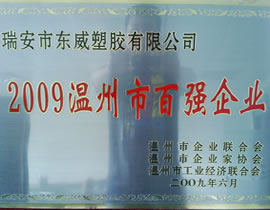 瑞安市东威塑胶有限公司
2009温州市百强企业
温州市企业联合会
温州市企业家协会
温州市工业经济联合会
二〇〇九年六月